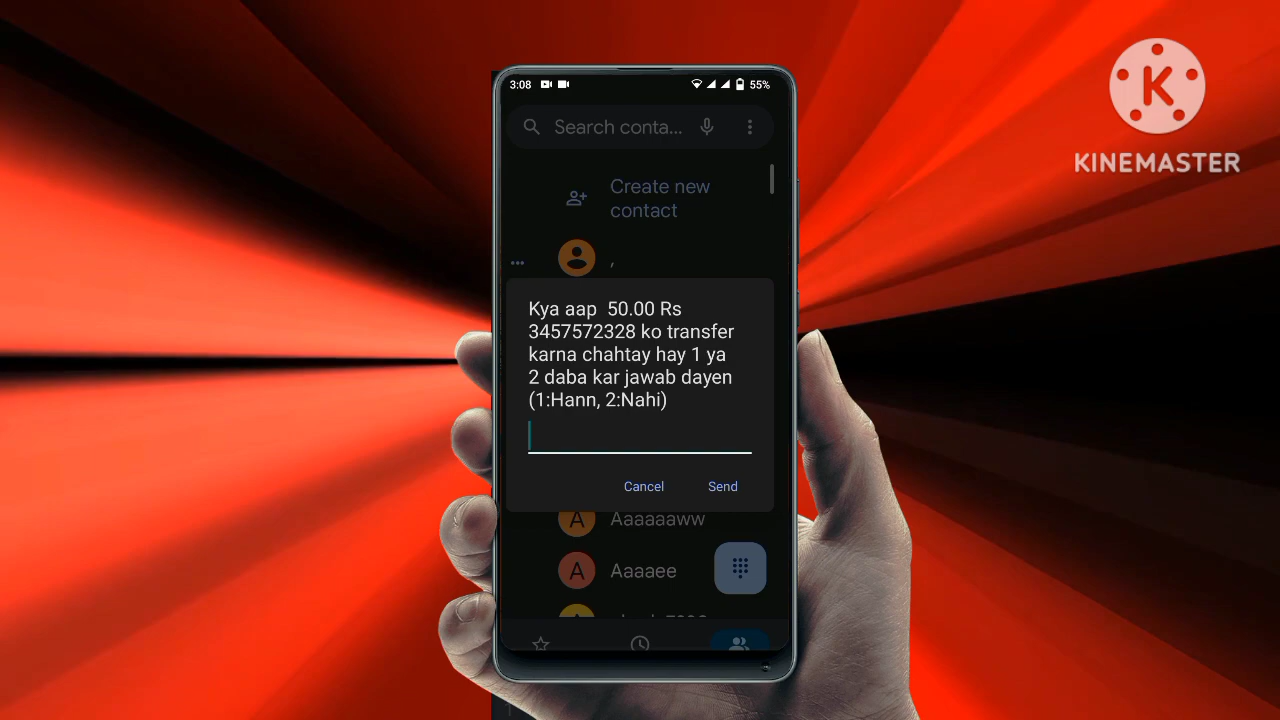 3:08 55%
K
KINEMASTER
Search conta...
Create new
contact
,
Kya aap  50.00 Rs
3457572328 ko transfer
karna chahtay hay 1 ya
2 daba kar jawab dayen
(1:Hann, 2:Nahi)
Cancel Send
A Aaaaaaww
A Aaaaee